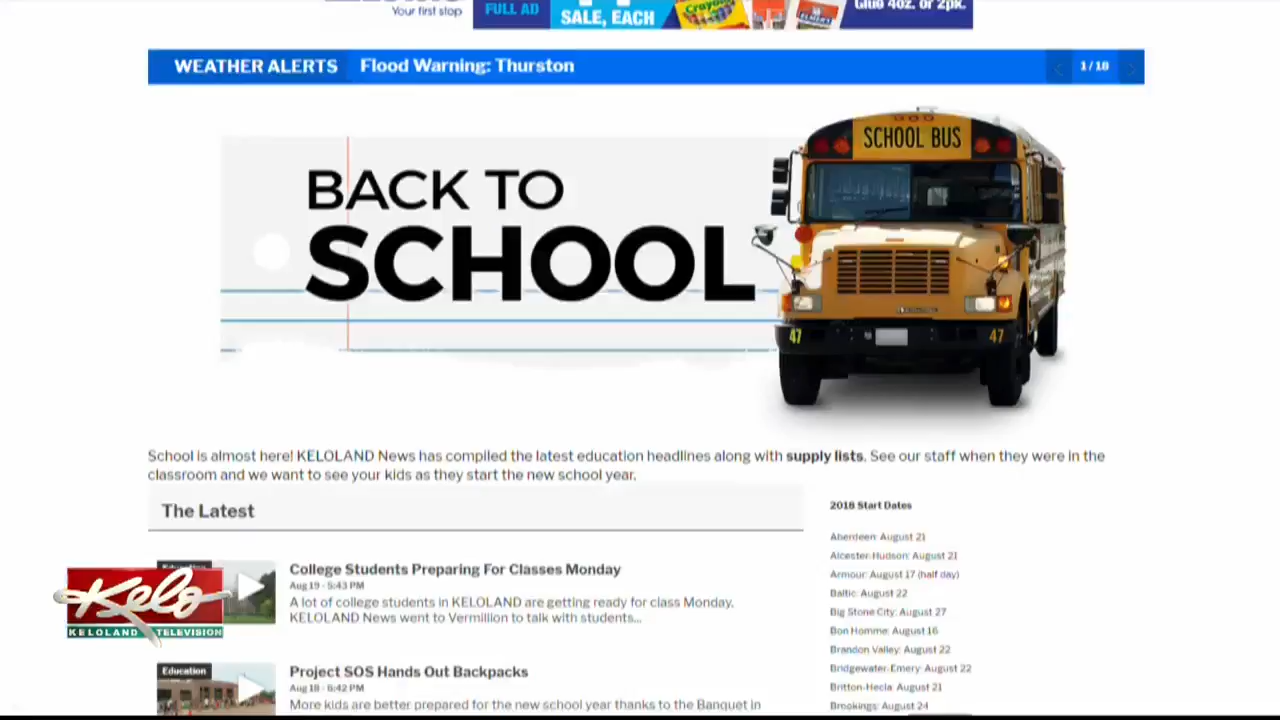 Your first stop
FULL AD
SALE, EACH
Crayola
ELMER'S
Glue 4oz. or 2pk.
WEATHER ALERTS Flood Warning: Thurston 1/18
SCHOOL BUS
BACK TO
SCHOOL
47 47
School is almost here! KELOLAND News has compiled the latest education headlines along with supply lists. See our staff when they were in the
classroom and we want to see your kids as they start the new school year.
The Latest
College Students Preparing For Classes Monday
Aug 19 - 5:43 PM
A lot of college students in KELOLAND are getting ready for class Monday.
KELOLAND News went to Vermillion to talk with students...
Education
Project SOS Hands Out Backpacks
Aug 18 - 6:42 PM
More kids are better prepared for the new school year thanks to the Banquet in
2018 Start Dates
Aberdeen: August 21
Alcester-Hudson: August 21
Armour: August 17 (half day)
Baltic: August 22
Big Stone City: August 27
Bon Homme: August 16
Brandon Valley: August 22
Bridgewater-Emery: August 22
Britton-Hecla: August 21
Brookings: August 24
Kelo
KELOLAND TELEVISION